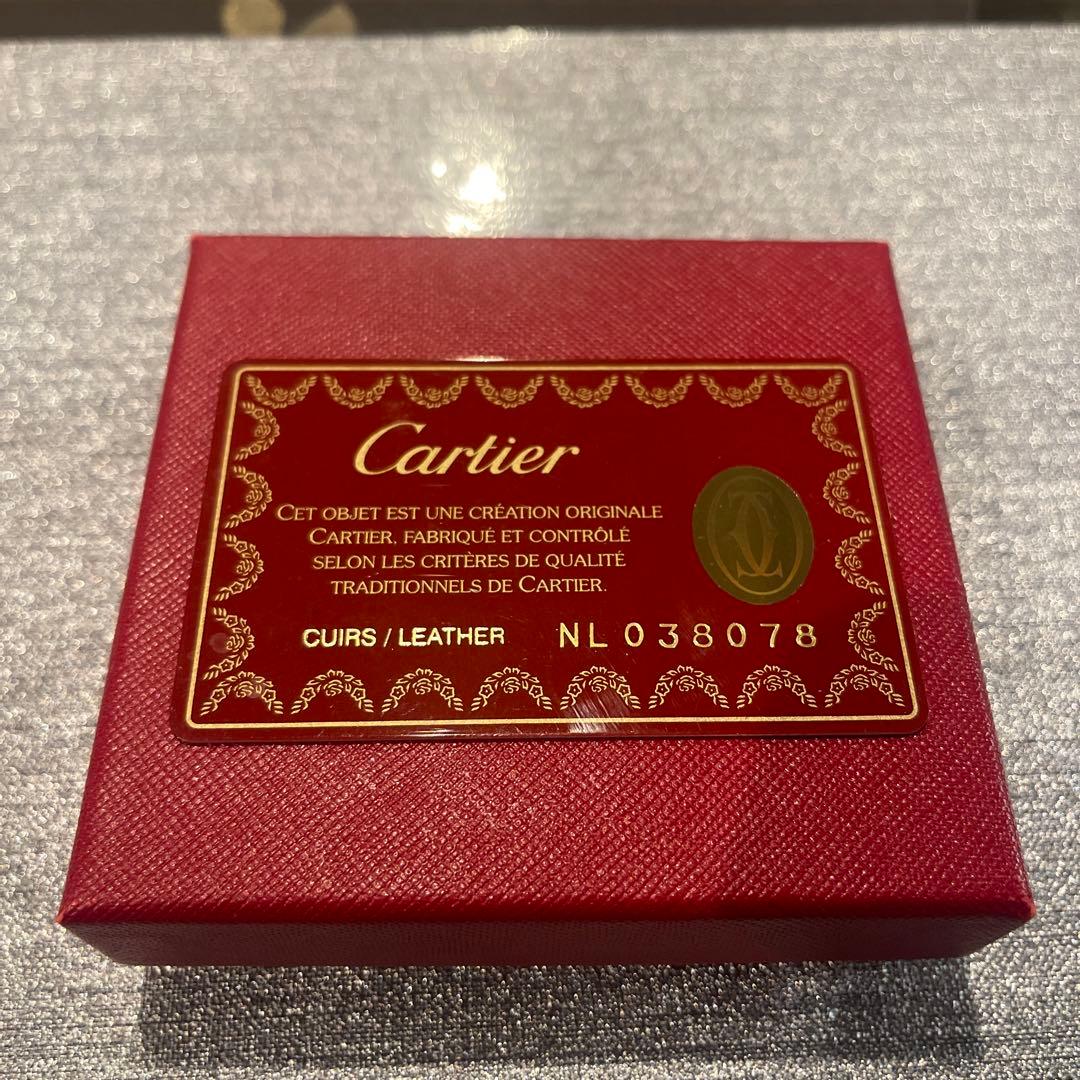 Cartier
CET OBJET EST UNE CRÉATION ORIGINALE
CARTIER, FABRIQUÉ ET CONTRÔLÉ
SELON LES CRITÈRES DE QUALITÉ
TRADITIONNELS DE CARTIER.
CUIRS / LEATHER NL 038078